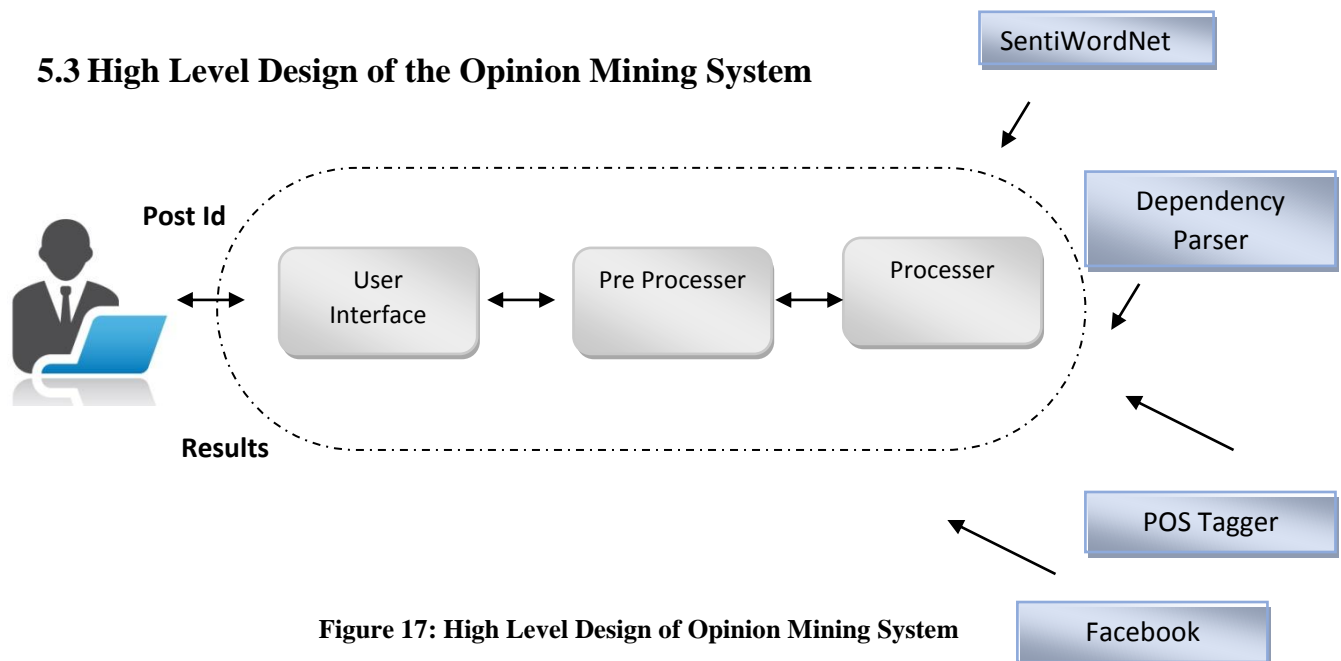 SentiWordNet
5.3 High Level Design of the Opinion Mining System
Dependency
Parser
Post Id
User
Interface
Pre Processer
Processer
Results
POS Tagger
Figure 17: High Level Design of Opinion Mining System
Facebook